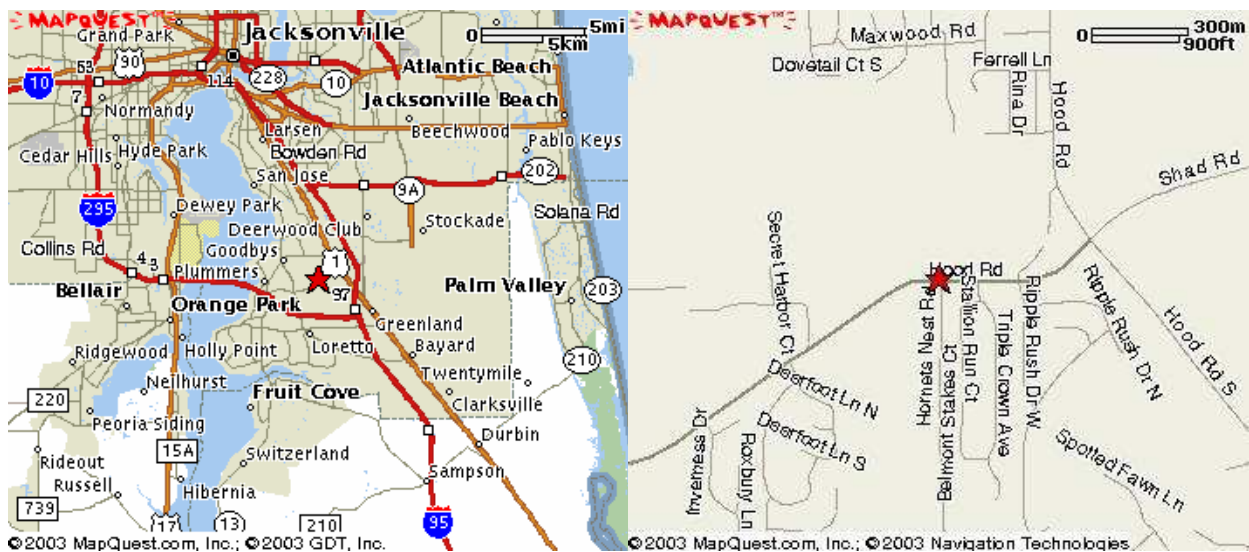 MAPQUEST™
5mi
0
5km
Grand Park
Jacksonville
53
90
10
114
228
10
Atlantic Beach
7
Normandy
Jacksonville Beach
Larsen
Beechwood
Cedar Hills
Hyde Park
Bowden Rd
Pablo Keys
San Jose
202
9A
295
Dewey Park
Stockade
Solana Rd
Deerwood Club
Collins Rd
Goodbys
4
5
Plummers
1
Bellair
Orange Park
97
Palm Valley
203
Greenland
Ridgewood
Holly Point
Loretto
Bayard
210
Neilhurst
Twentymile
220
Fruit Cove
Clarksville
Peoria Siding
Durbin
15A
Switzerland
Rideout
Sampson
Russell
Hibernia
739
17
13
210
95
©2003 MapQuest.com, Inc.; ©2003 GDT, Inc.
MAPQUEST™
300m
0
900ft
Maxwood Rd
Dovetail Ct S
Ferrell Ln
Rina Dr
Hood Rd
Shad Rd
Secret Harbor Ct
Hood Rd
Hornets Nest R
Stallion Run Ct
Belmont Stakes Ct
Triple Crown Ave
Ripple Rush Dr W
Ripple Rush Dr N
Hood Rd S
Deerfoot Ln N
Deerfoot Ln S
Inverness Dr
Roxbury Ln
Spotted Fawn Ln
©2003 MapQuest.com, Inc.; ©2003 Navigation Technologies